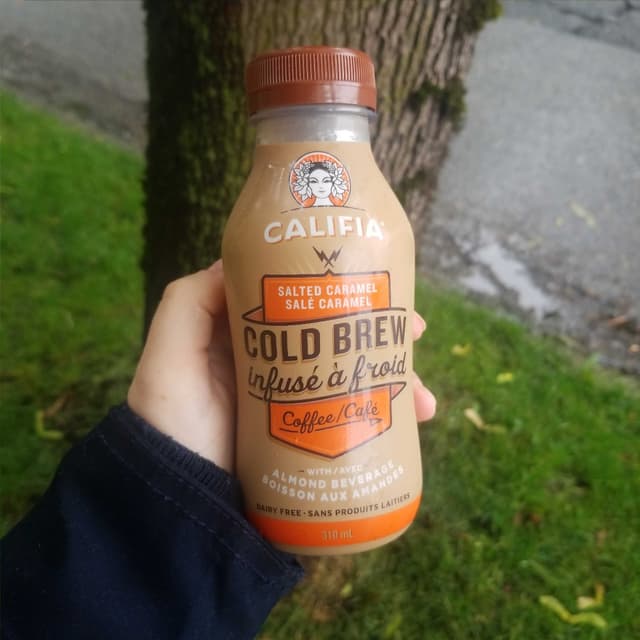 CALIFIA
SALTED CARAMEL
SALÉ CARAMEL
COLD BREW
infusé à froid
Coffee/Café
WITH/AVEC
ALMOND BEVERAGE
BOISSON AUX AMANDES
DAIRY FREE • SANS PRODUITS LAITIERS
310 mL